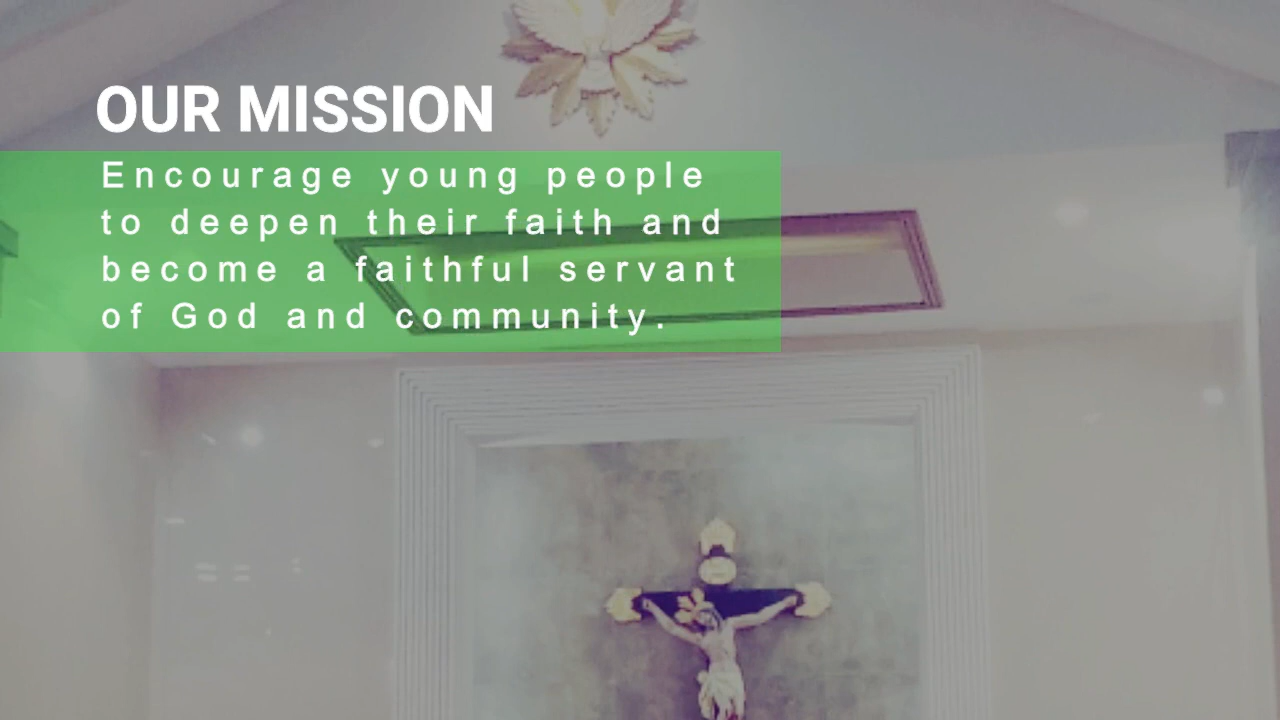 OUR MISSION
Encourage young people
to deepen their faith and
become a faithful servant
of God and community.